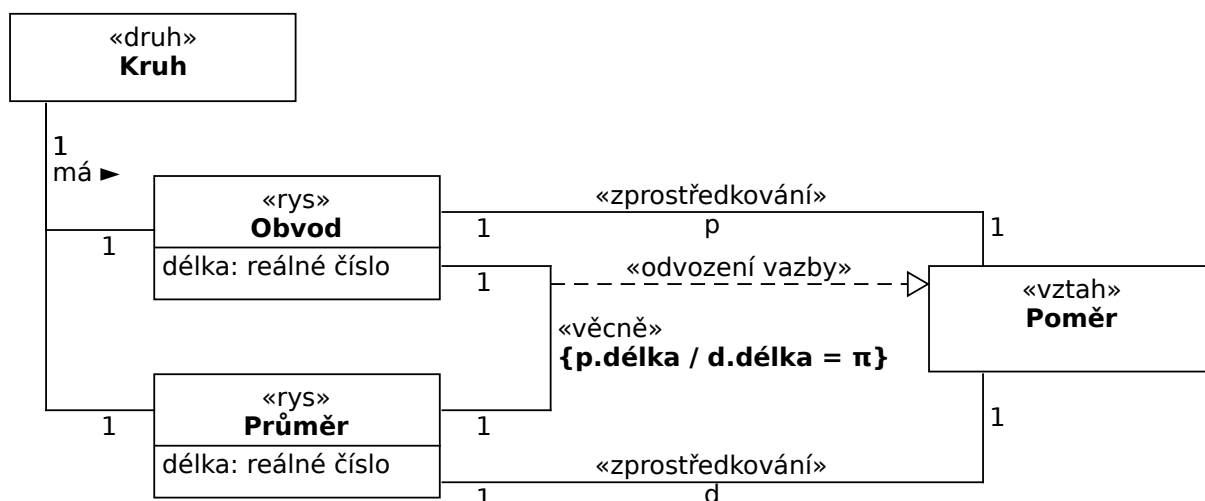 «druh»
Kruh
1
má ►
«rys»
Obvod
délka: reálné číslo
1
1
«zprostředkování»
p
1
1
«odvození vazby»
«vztah»
Poměr
«věcně»
{p.délka / d.délka = π}
«rys»
Průměr
délka: reálné číslo
1
1
1
«zprostředkování»
d
1